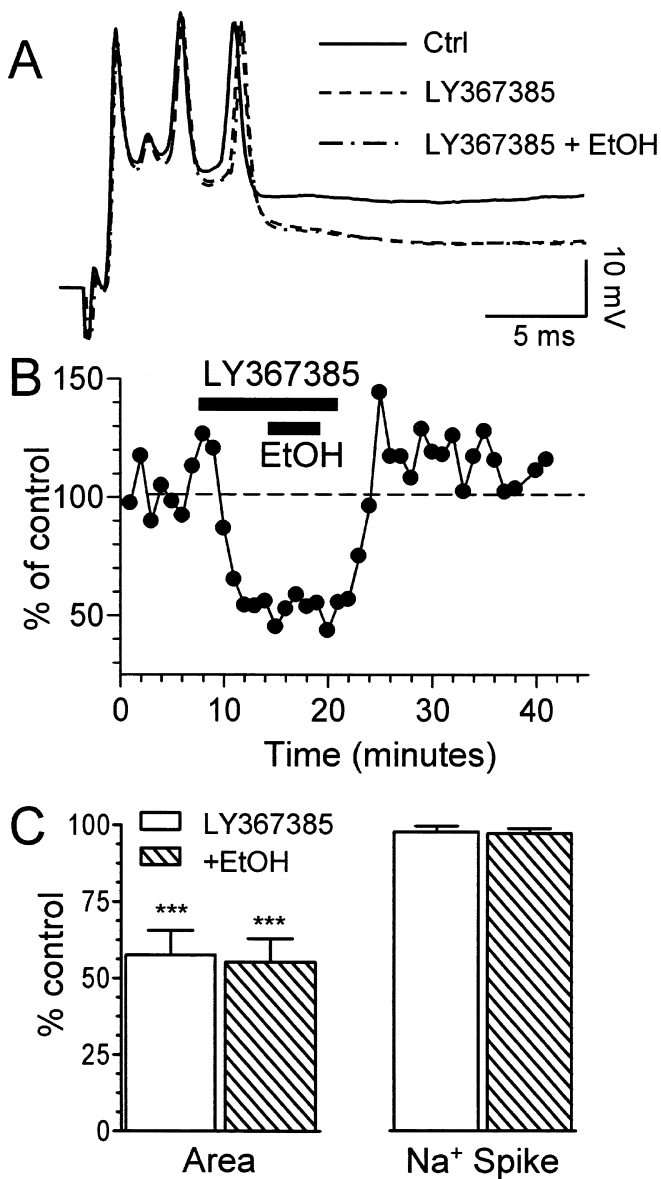 A
Ctrl
LY367385
LY367385 + EtOH
10 mV
5 ms
B
LY367385
EtOH
150
100
50
% of control
0 10 20 30 40
Time (minutes)
C
LY367385
+EtOH
100
75
50
25
0
% control
*** ***
Area Na⁺ Spike